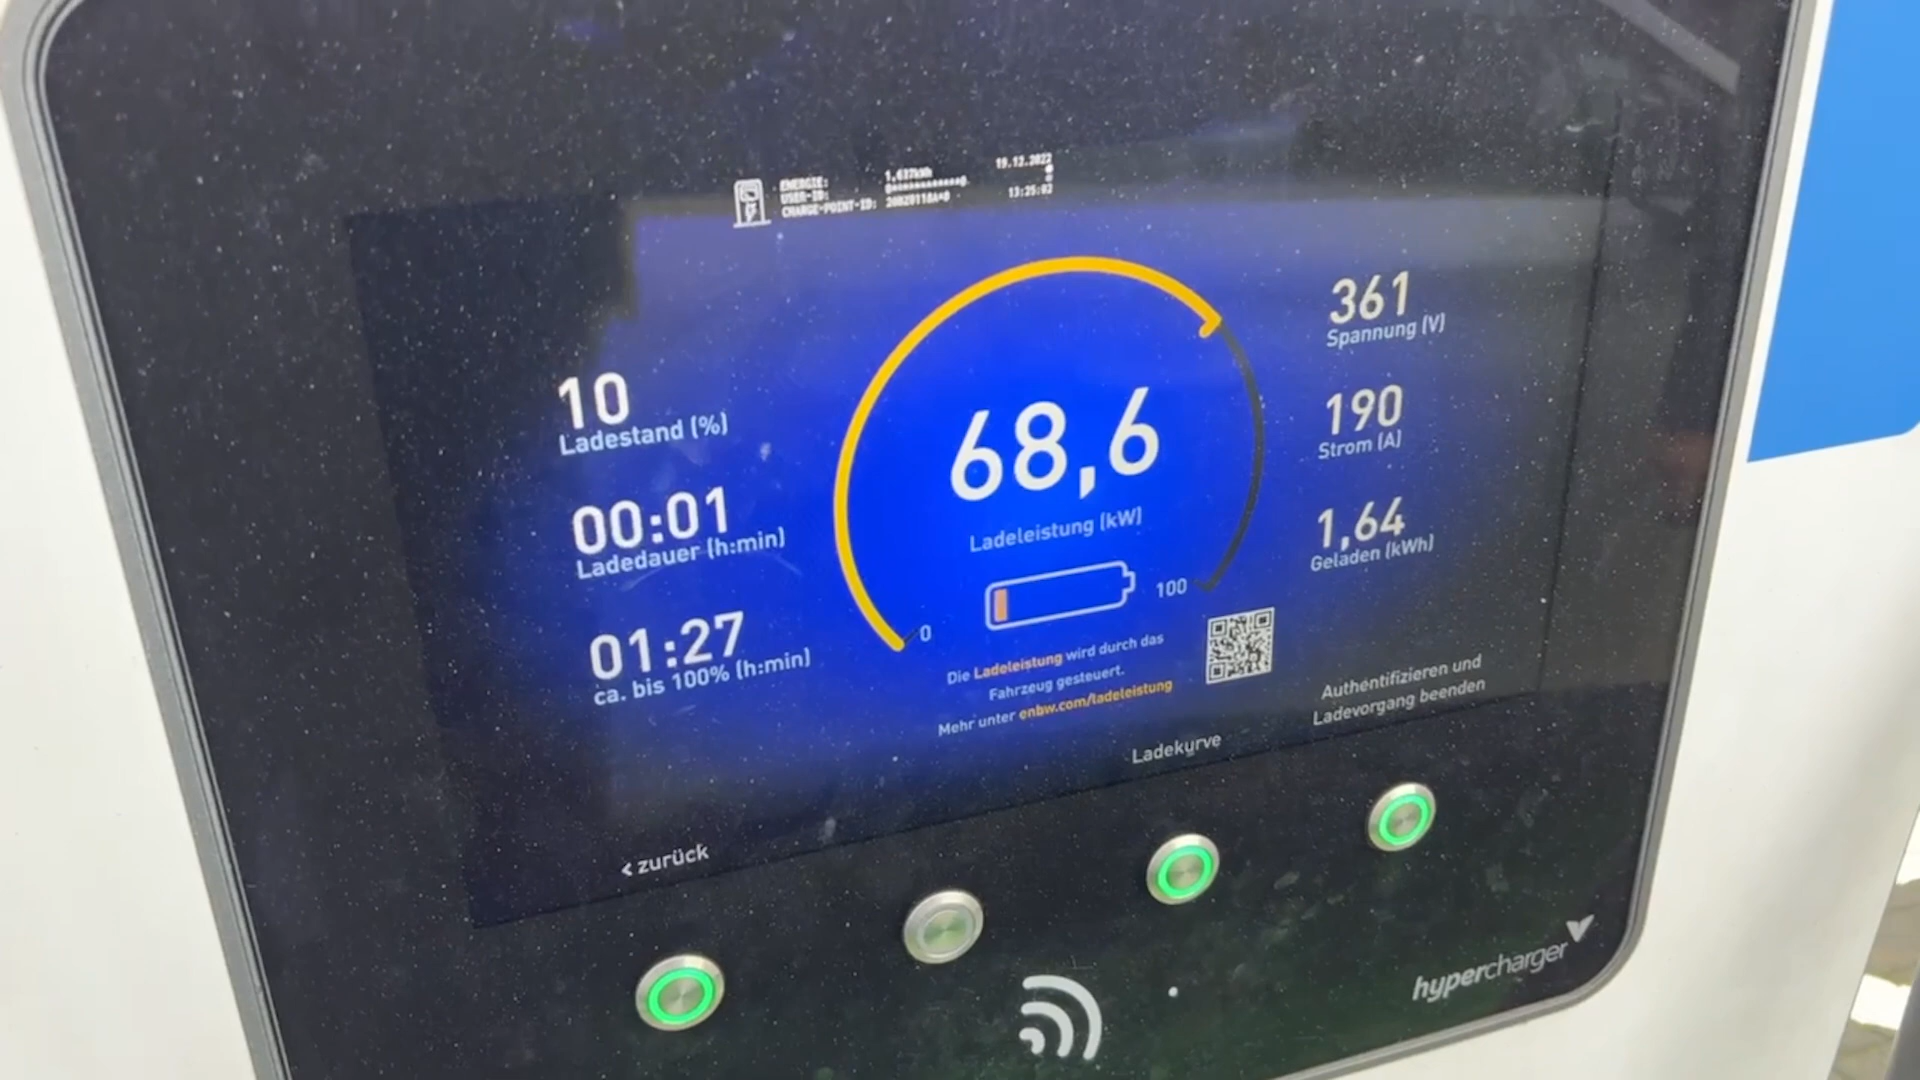 ENERGIE: 1.637kWh 19.12.2022
USER-ID:
CHARGE-POINT-ID: 13:25:02
10
Ladestand (%)
00:01
Ladedauer (h:min)
01:27
ca. bis 100% (h:min)
68,6
Ladeleistung (kW)
0
100
Die Ladeleistung wird durch das
Fahrzeug gesteuert.
Mehr unter enbw.com/ladeleistung
361
Spannung (V)
190
Strom (A)
1,64
Geladen (kWh)
Authentifizieren und
Ladevorgang beenden
Ladekurve
< zurück
hypercharger